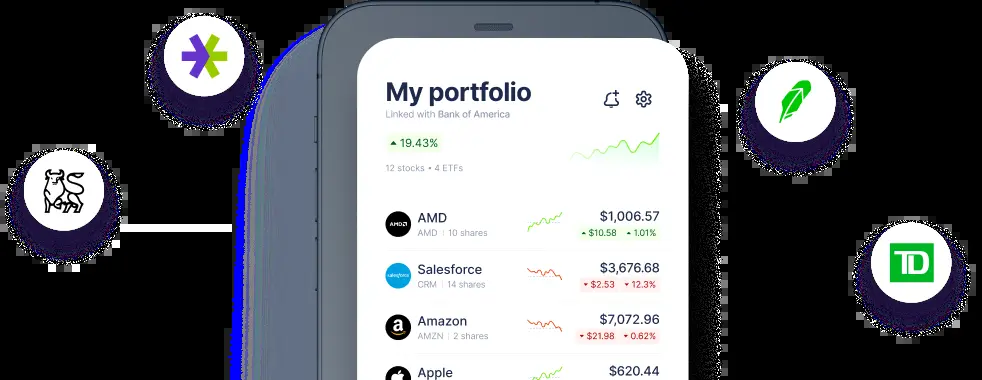 My portfolio
Linked with Bank of America
19.43%
12 stocks • 4 ETFs
AMD
AMD
AMD | 10 shares
$1,006.57
$10.58 1.01%
salesforce
Salesforce
CRM | 14 shares
$3,676.68
$2.53 12.3%
a
Amazon
AMZN | 2 shares
$7,072.96
$21.98 0.62%
Apple
$620.44
TD